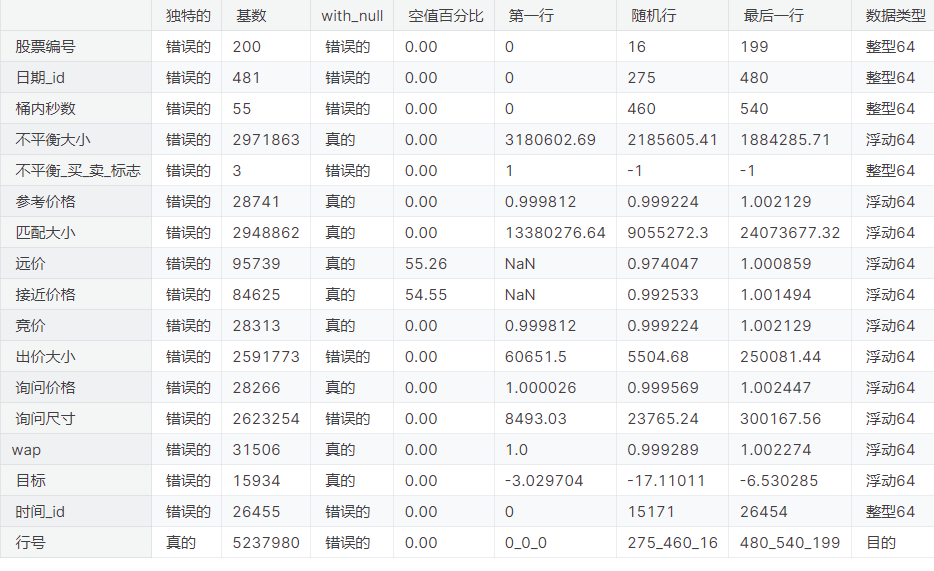 独特的 基数 with_null 空值百分比 第一行 随机行 最后一行 数据类型
股票编号 错误的 200 错误的 0.00 0 16 199 整型64
日期_id 错误的 481 错误的 0.00 0 275 480 整型64
桶内秒数 错误的 55 错误的 0.00 0 460 540 整型64
不平衡大小 错误的 2971863 真的 0.00 3180602.69 2185605.41 1884285.71 浮动64
不平衡_买_卖_标志 错误的 3 错误的 0.00 1 -1 -1 整型64
参考价格 错误的 28741 真的 0.00 0.999812 0.999224 1.002129 浮动64
匹配大小 错误的 2948862 真的 0.00 13380276.64 9055272.3 24073677.32 浮动64
远价 错误的 95739 真的 55.26 NaN 0.974047 1.000859 浮动64
接近价格 错误的 84625 真的 54.55 NaN 0.992533 1.001494 浮动64
竞价 错误的 28313 真的 0.00 0.999812 0.999224 1.002129 浮动64
出价大小 错误的 2591773 错误的 0.00 60651.5 5504.68 250081.44 浮动64
询问价格 错误的 28266 真的 0.00 1.000026 0.999569 1.002447 浮动64
询问尺寸 错误的 2623254 错误的 0.00 8493.03 23765.24 300167.56 浮动64
wap 错误的 31506 真的 0.00 1.0 0.999289 1.002274 浮动64
目标 错误的 15934 真的 0.00 -3.029704 -17.11011 -6.530285 浮动64
时间_id 错误的 26455 错误的 0.00 0 15171 26454 整型64
行号 真的 5237980 错误的 0.00 0_0_0 275_460_16 480_540_199 目的